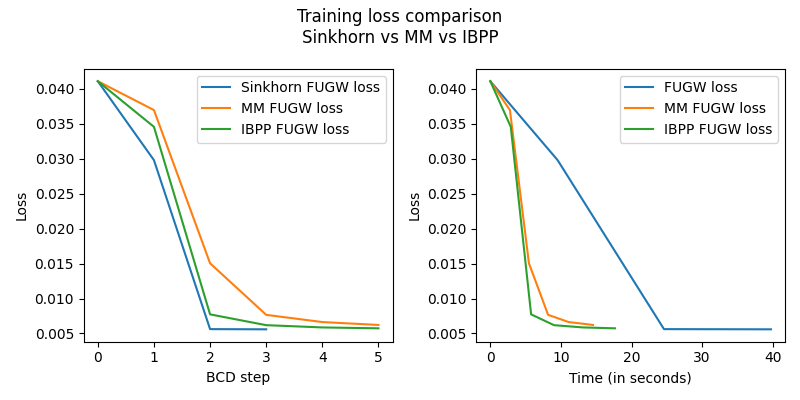 Training loss comparison
Sinkhorn vs MM vs IBPP
Loss
0.040
0.035
0.030
0.025
0.020
0.015
0.010
0.005
0 1 2 3 4 5
BCD step
Sinkhorn FUGW loss
MM FUGW loss
IBPP FUGW loss
Loss
0.040
0.035
0.030
0.025
0.020
0.015
0.010
0.005
0 10 20 30 40
Time (in seconds)
FUGW loss
MM FUGW loss
IBPP FUGW loss